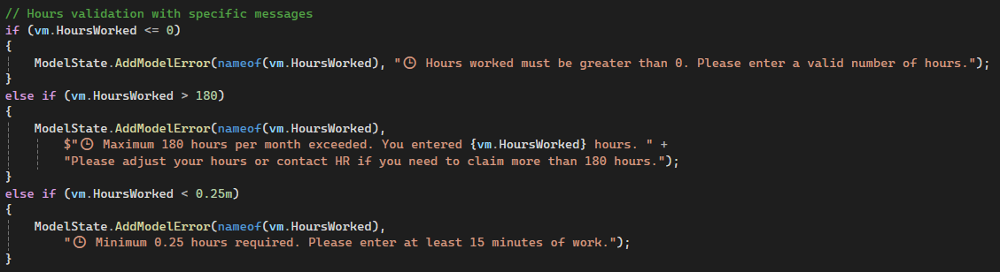 // Hours validation with specific messages
if (vm.HoursWorked <= 0)
{
ModelState.AddModelError(nameof(vm.HoursWorked), "🕒 Hours worked must be greater than 0. Please enter a valid number of hours.");
}
else if (vm.HoursWorked > 180)
{
ModelState.AddModelError(nameof(vm.HoursWorked),
$"🕒 Maximum 180 hours per month exceeded. You entered {vm.HoursWorked} hours. " +
"Please adjust your hours or contact HR if you need to claim more than 180 hours.");
}
else if (vm.HoursWorked < 0.25m)
{
ModelState.AddModelError(nameof(vm.HoursWorked),
"🕒 Minimum 0.25 hours required. Please enter at least 15 minutes of work.");
}